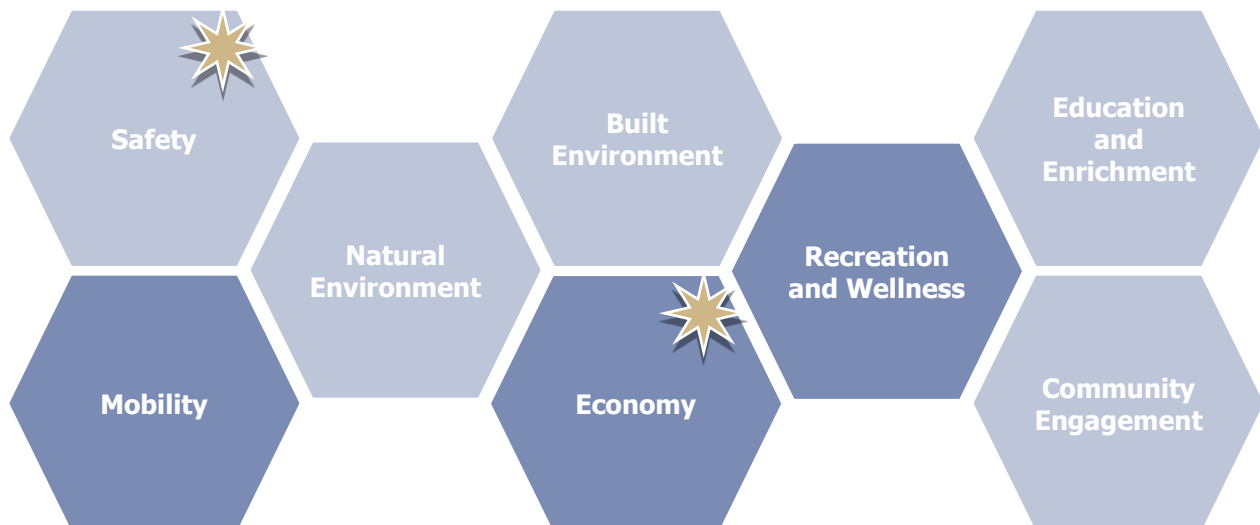 Safety
Mobility
Natural
Environment
Built
Environment
Economy
Recreation
and Wellness
Education
and
Enrichment
Community
Engagement